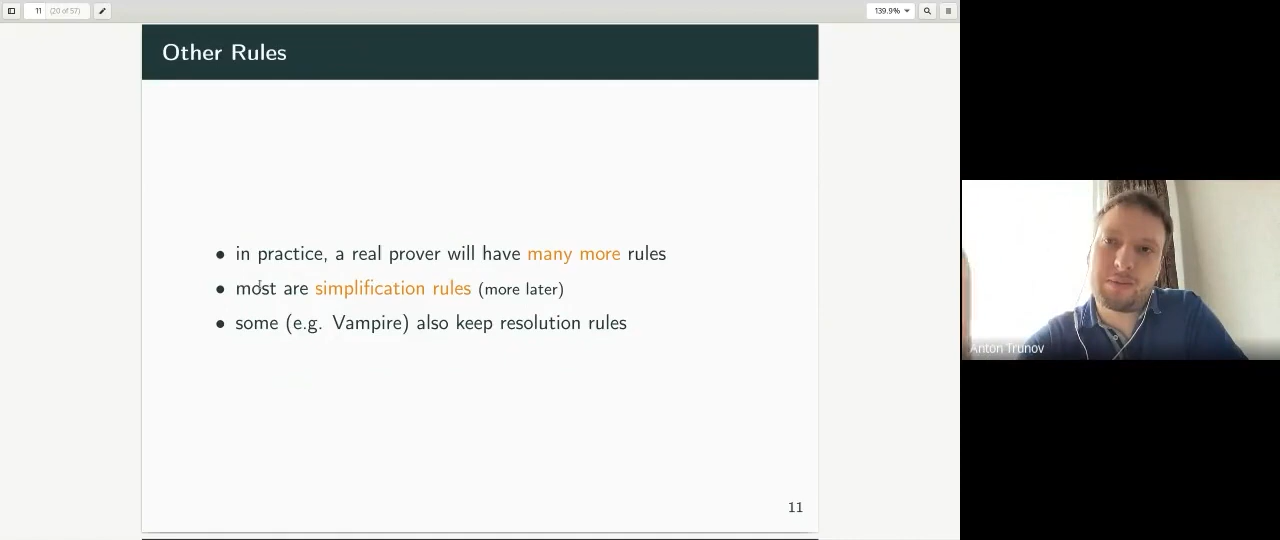 11 (20 of 57) 139.9%
Other Rules
• in practice, a real prover will have many more rules
• most are simplification rules (more later)
• some (e.g. Vampire) also keep resolution rules
Anton Trunov
11